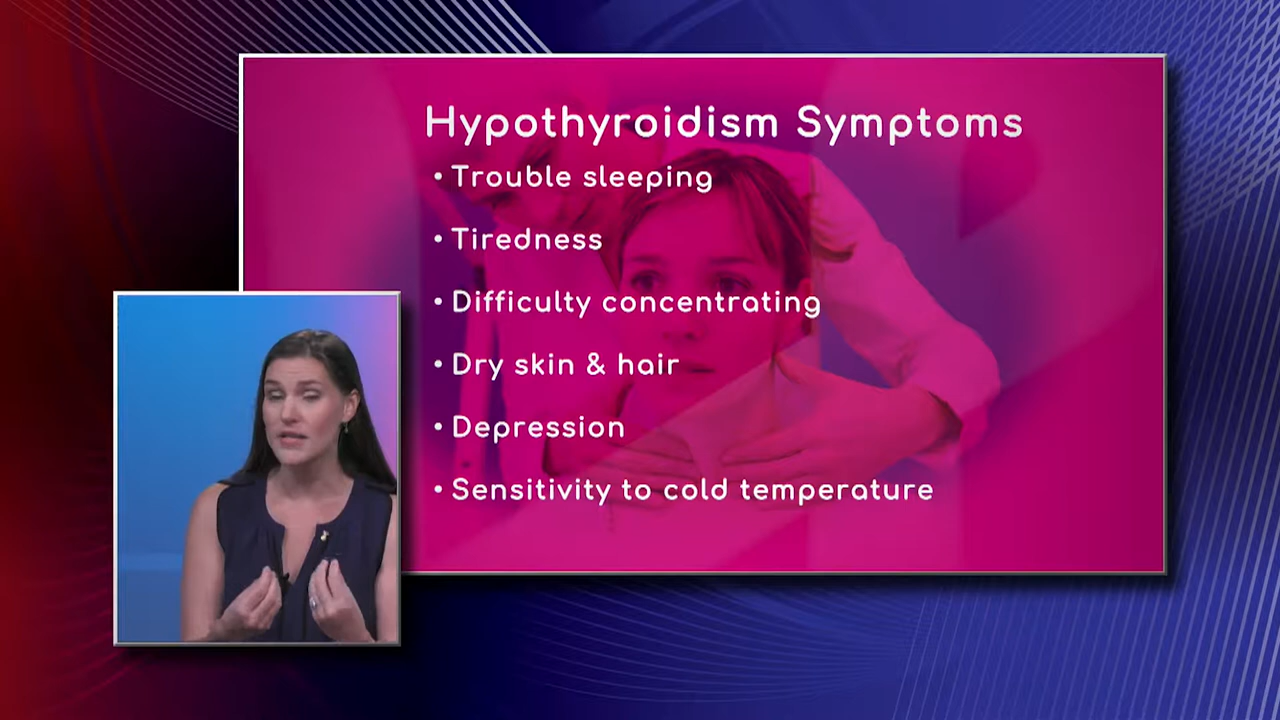 Hypothyroidism Symptoms
• Trouble sleeping
• Tiredness
• Difficulty concentrating
• Dry skin & hair
• Depression
• Sensitivity to cold temperature